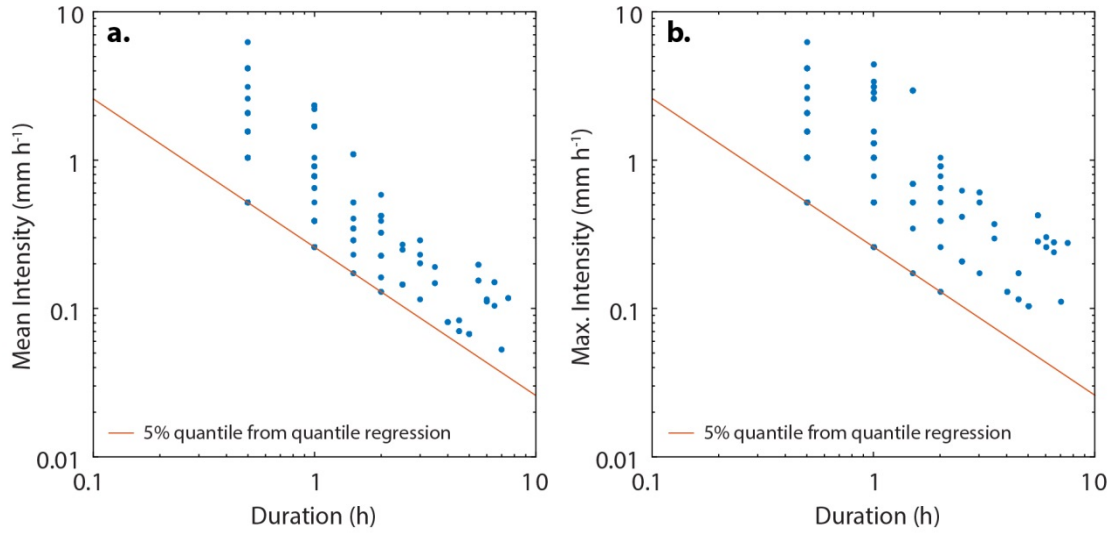 a.
10
1
0.1
0.01
Mean Intensity (mm h⁻¹)
5% quantile from quantile regression
0.1
1
10
Duration (h)
b.
10
1
0.1
0.01
Max. Intensity (mm h⁻¹)
5% quantile from quantile regression
0.1
1
10
Duration (h)